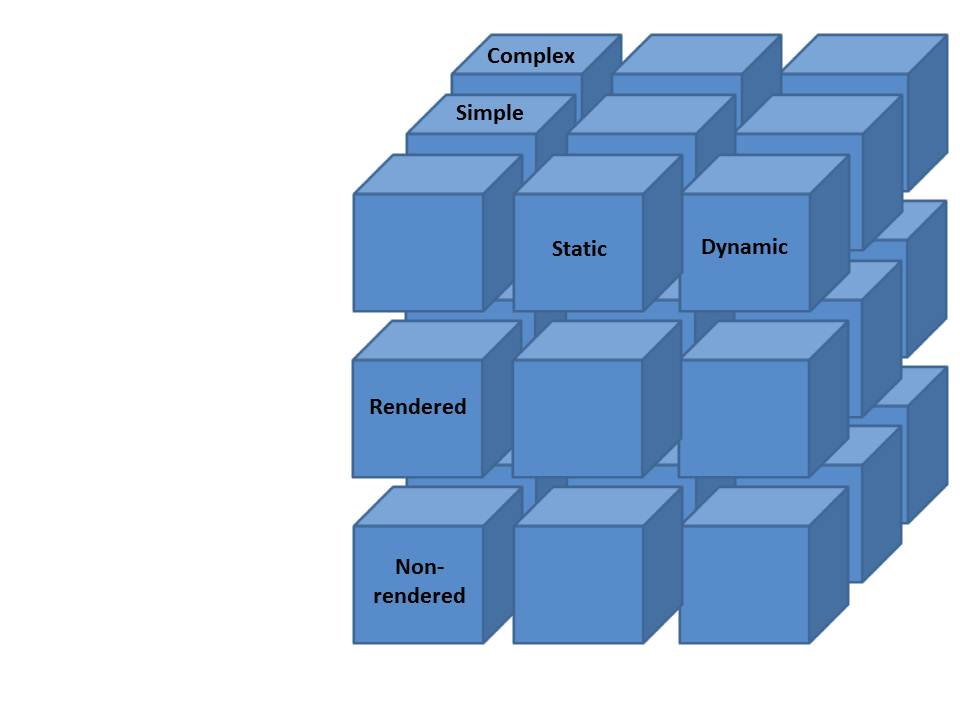 Complex
Simple
Static
Dynamic
Rendered
Non-
rendered